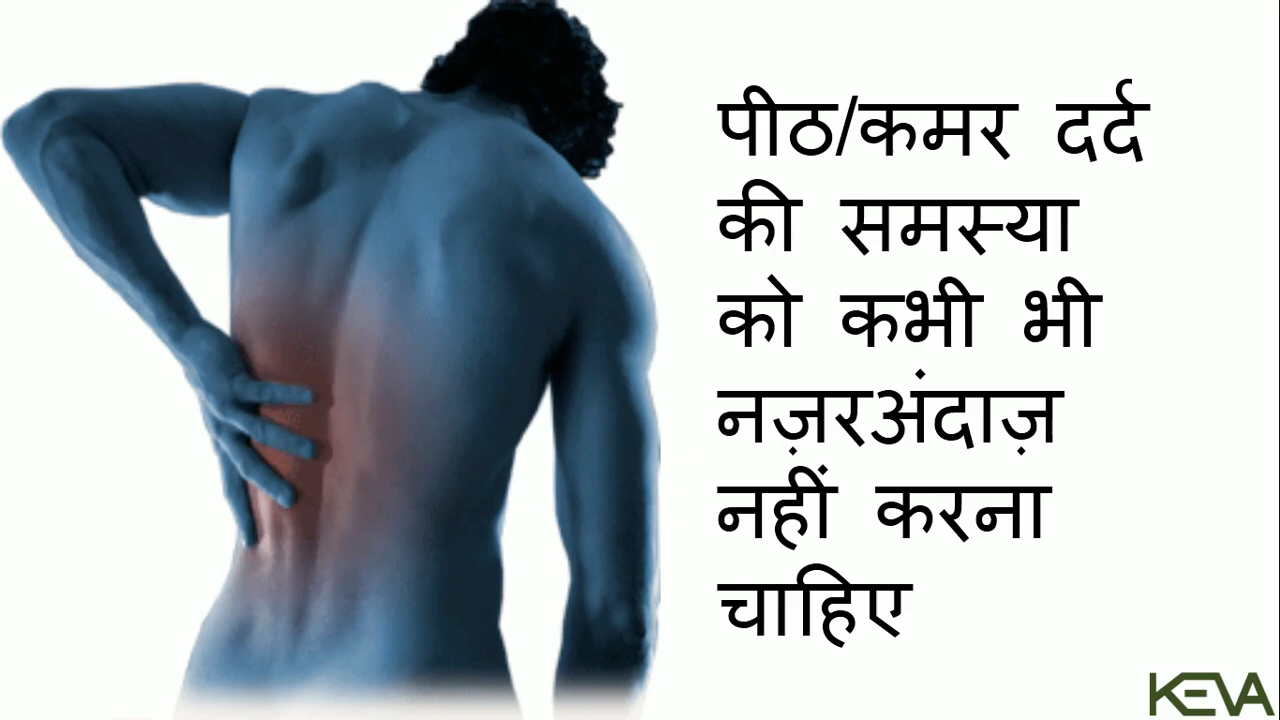 पीठ/कमर दर्द
की समस्या
को कभी भी
नज़रअंदाज़
नहीं करना
चाहिए
KEVA